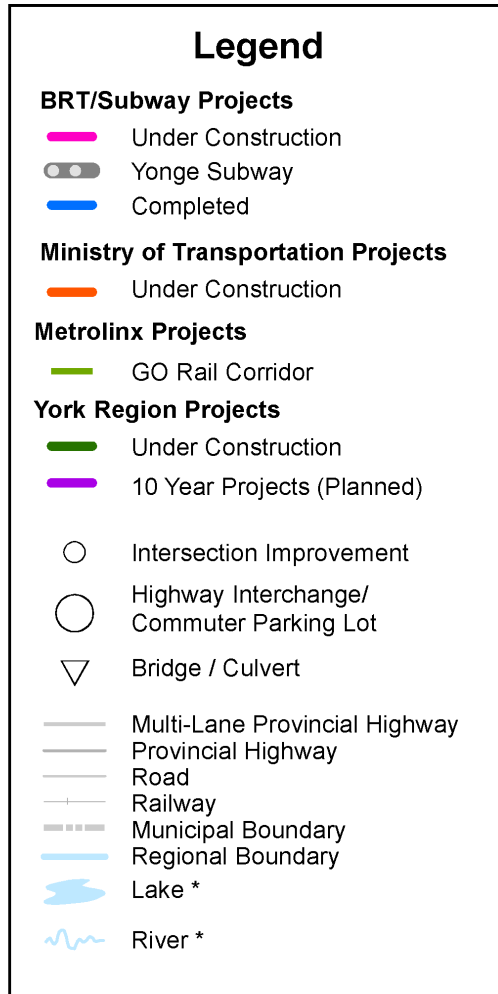 Legend
BRT/Subway Projects
Under Construction
Yonge Subway
Completed
Ministry of Transportation Projects
Under Construction
Metrolinx Projects
GO Rail Corridor
York Region Projects
Under Construction
10 Year Projects (Planned)
Intersection Improvement
Highway Interchange/
Commuter Parking Lot
Bridge / Culvert
Multi-Lane Provincial Highway
Provincial Highway
Road
Railway
Municipal Boundary
Regional Boundary
Lake *
River *